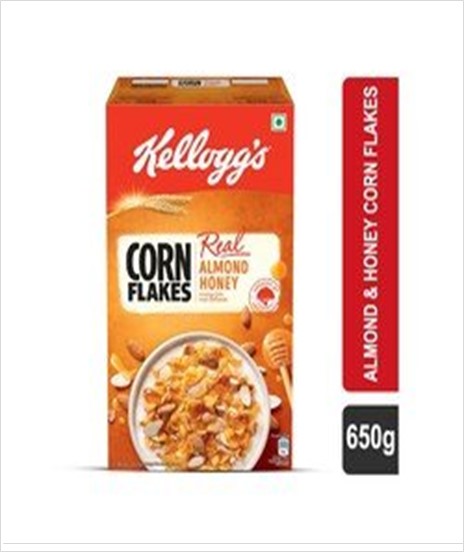 Kellogg's
CORN
FLAKES
Real
ALMOND
HONEY
ALMOND & HONEY CORN FLAKES
650g